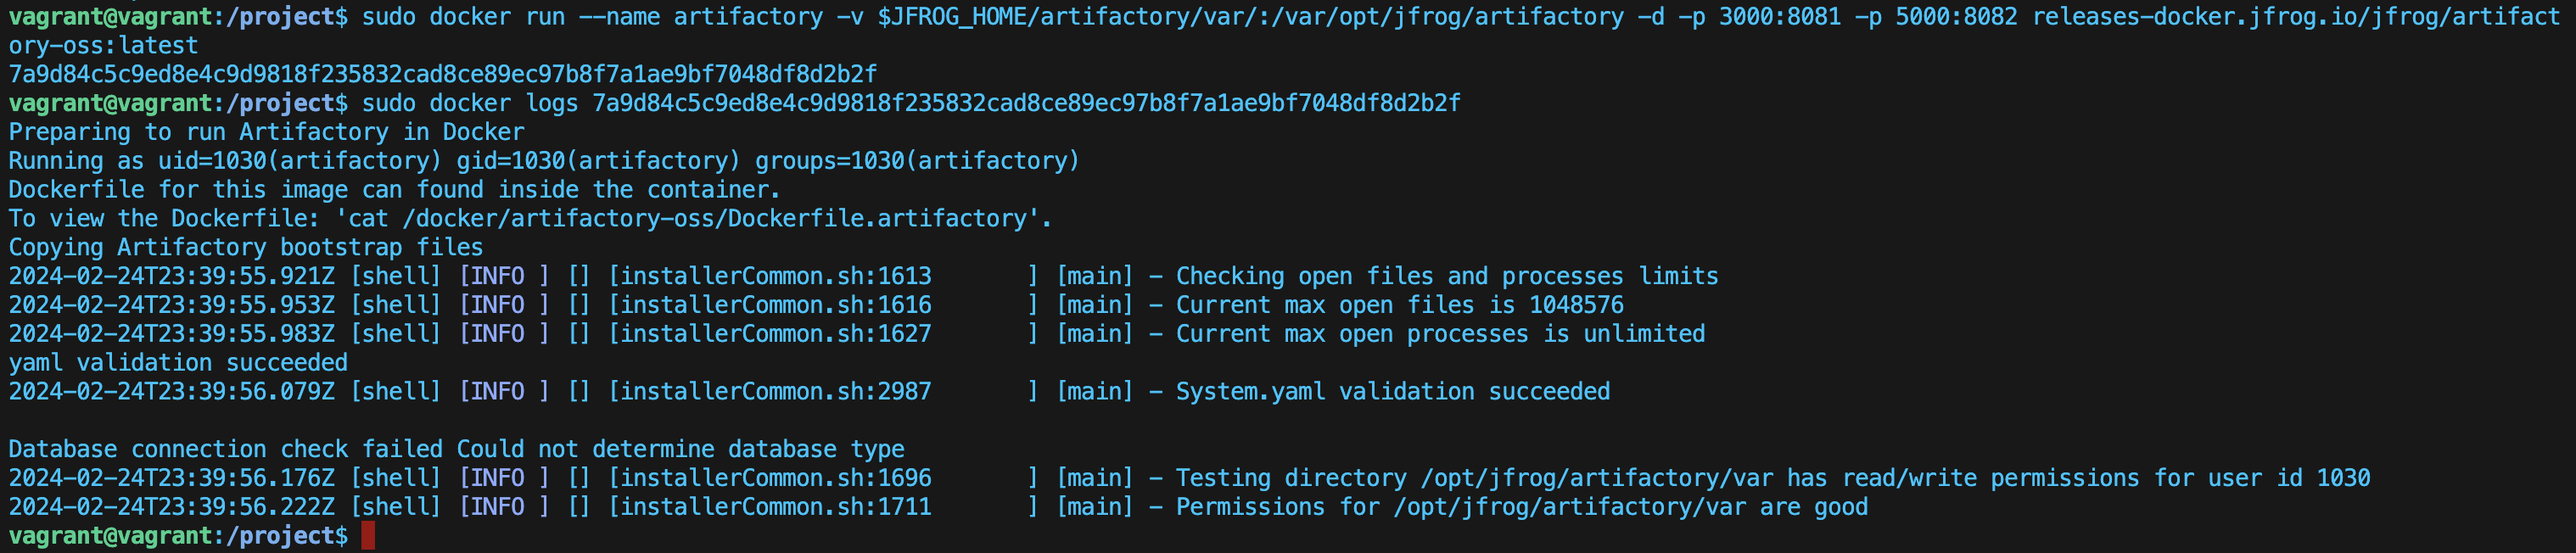 vagrant@vagrant:/project$ sudo docker run --name artifactory -v $JFROG_HOME/artifactory/var/:/var/opt/jfrog/artifactory -d -p 3000:8081 -p 5000:8082 releases-docker.jfrog.io/jfrog/artifact
ory-oss:latest
7a9d84c5c9ed8e4c9d9818f235832cad8ce89ec97b8f7a1ae9bf7048df8d2b2f
vagrant@vagrant:/project$ sudo docker logs 7a9d84c5c9ed8e4c9d9818f235832cad8ce89ec97b8f7a1ae9bf7048df8d2b2f
Preparing to run Artifactory in Docker
Running as uid=1030(artifactory) gid=1030(artifactory) groups=1030(artifactory)
Dockerfile for this image can found inside the container.
To view the Dockerfile: 'cat /docker/artifactory-oss/Dockerfile.artifactory'.
Copying Artifactory bootstrap files
2024-02-24T23:39:55.921Z [shell] [INFO ] [] [installerCommon.sh:1613       ] [main] - Checking open files and processes limits
2024-02-24T23:39:55.953Z [shell] [INFO ] [] [installerCommon.sh:1616       ] [main] - Current max open files is 1048576
2024-02-24T23:39:55.983Z [shell] [INFO ] [] [installerCommon.sh:1627       ] [main] - Current max open processes is unlimited
yaml validation succeeded
2024-02-24T23:39:56.079Z [shell] [INFO ] [] [installerCommon.sh:2987       ] [main] - System.yaml validation succeeded
Database connection check failed Could not determine database type
2024-02-24T23:39:56.176Z [shell] [INFO ] [] [installerCommon.sh:1696       ] [main] - Testing directory /opt/jfrog/artifactory/var has read/write permissions for user id 1030
2024-02-24T23:39:56.222Z [shell] [INFO ] [] [installerCommon.sh:1711       ] [main] - Permissions for /opt/jfrog/artifactory/var are good
vagrant@vagrant:/project$